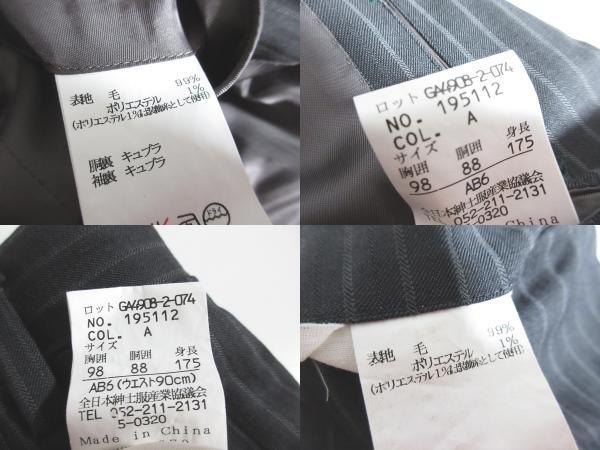 表地 毛 99%
ポリエステル 1%
(ポリエステル1%は装飾糸として使用)
胴裏 キュプラ
袖裏 キュプラ
ロット GA4908-2-074
NO. 195112
COL. A
サイズ
胸囲 胴囲 身長
98 88 175
AB6
全日本紳士服産業協議会
052-211-2131
052-0320
China
ロット GA4908-2-074
NO. 195112
COL. A
サイズ
胸囲 胴囲 身長
98 88 175
AB6(ウエスト90cm)
全日本紳士服産業協議会
TEL 052-211-2131
5-0320
Made in China
表地 毛 99%
ポリエステル 1%
(ポリエステル1%は装飾糸として使用)